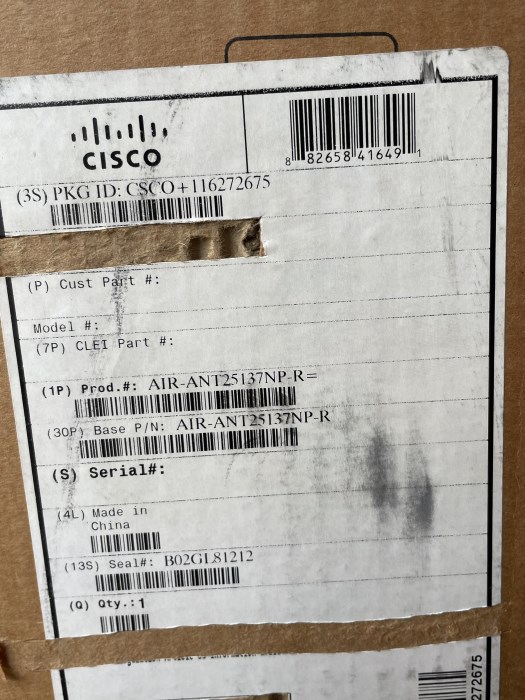 CISCO
8 82658 41649 1
(3S) PKG ID: CSCO+116272675
(P) Cust Part #:
Model #:
(7P) CLEI Part #:
(1P) Prod.#: AIR-ANT25137NP-R=
(30P) Base P/N: AIR-ANT25137NP-R
(S) Serial#:
(4L) Made in
China
(13S) Seal#: B02GL81212
(Q) Qty.:1
272675